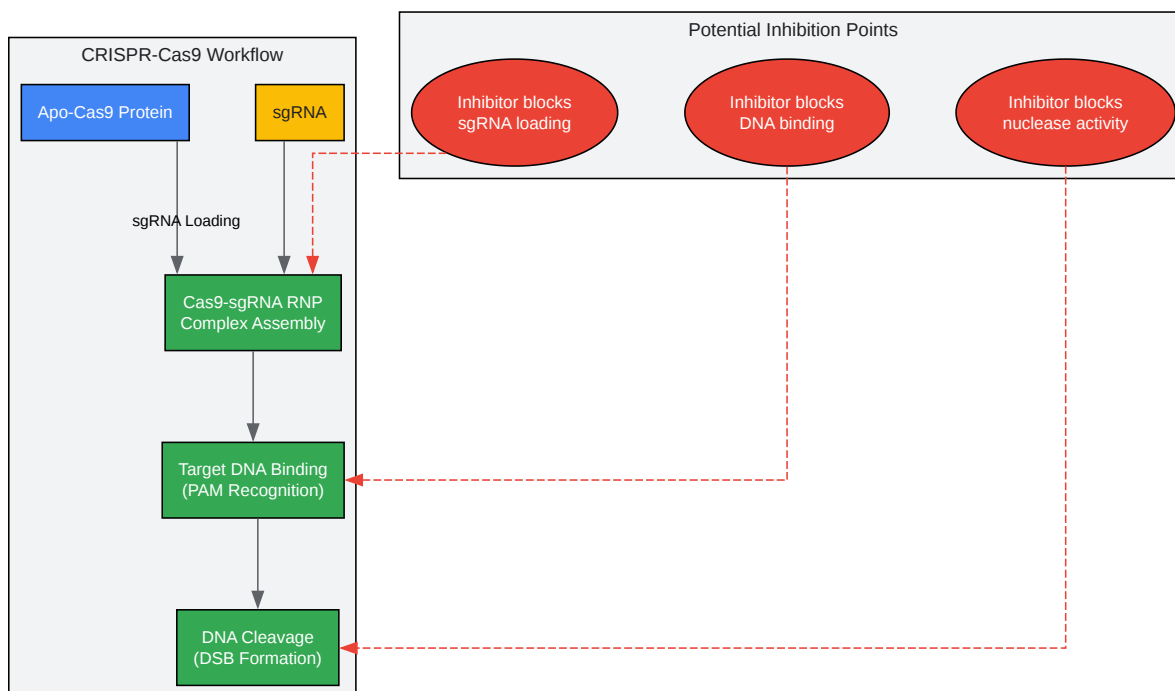 Potential Inhibition Points
CRISPR-Cas9 Workflow
Apo-Cas9 Protein
sgRNA
Inhibitor blocks
sgRNA loading
Inhibitor blocks
DNA binding
Inhibitor blocks
nuclease activity
sgRNA Loading
Cas9-sgRNA RNP
Complex Assembly
Target DNA Binding
(PAM Recognition)
DNA Cleavage
(DSB Formation)